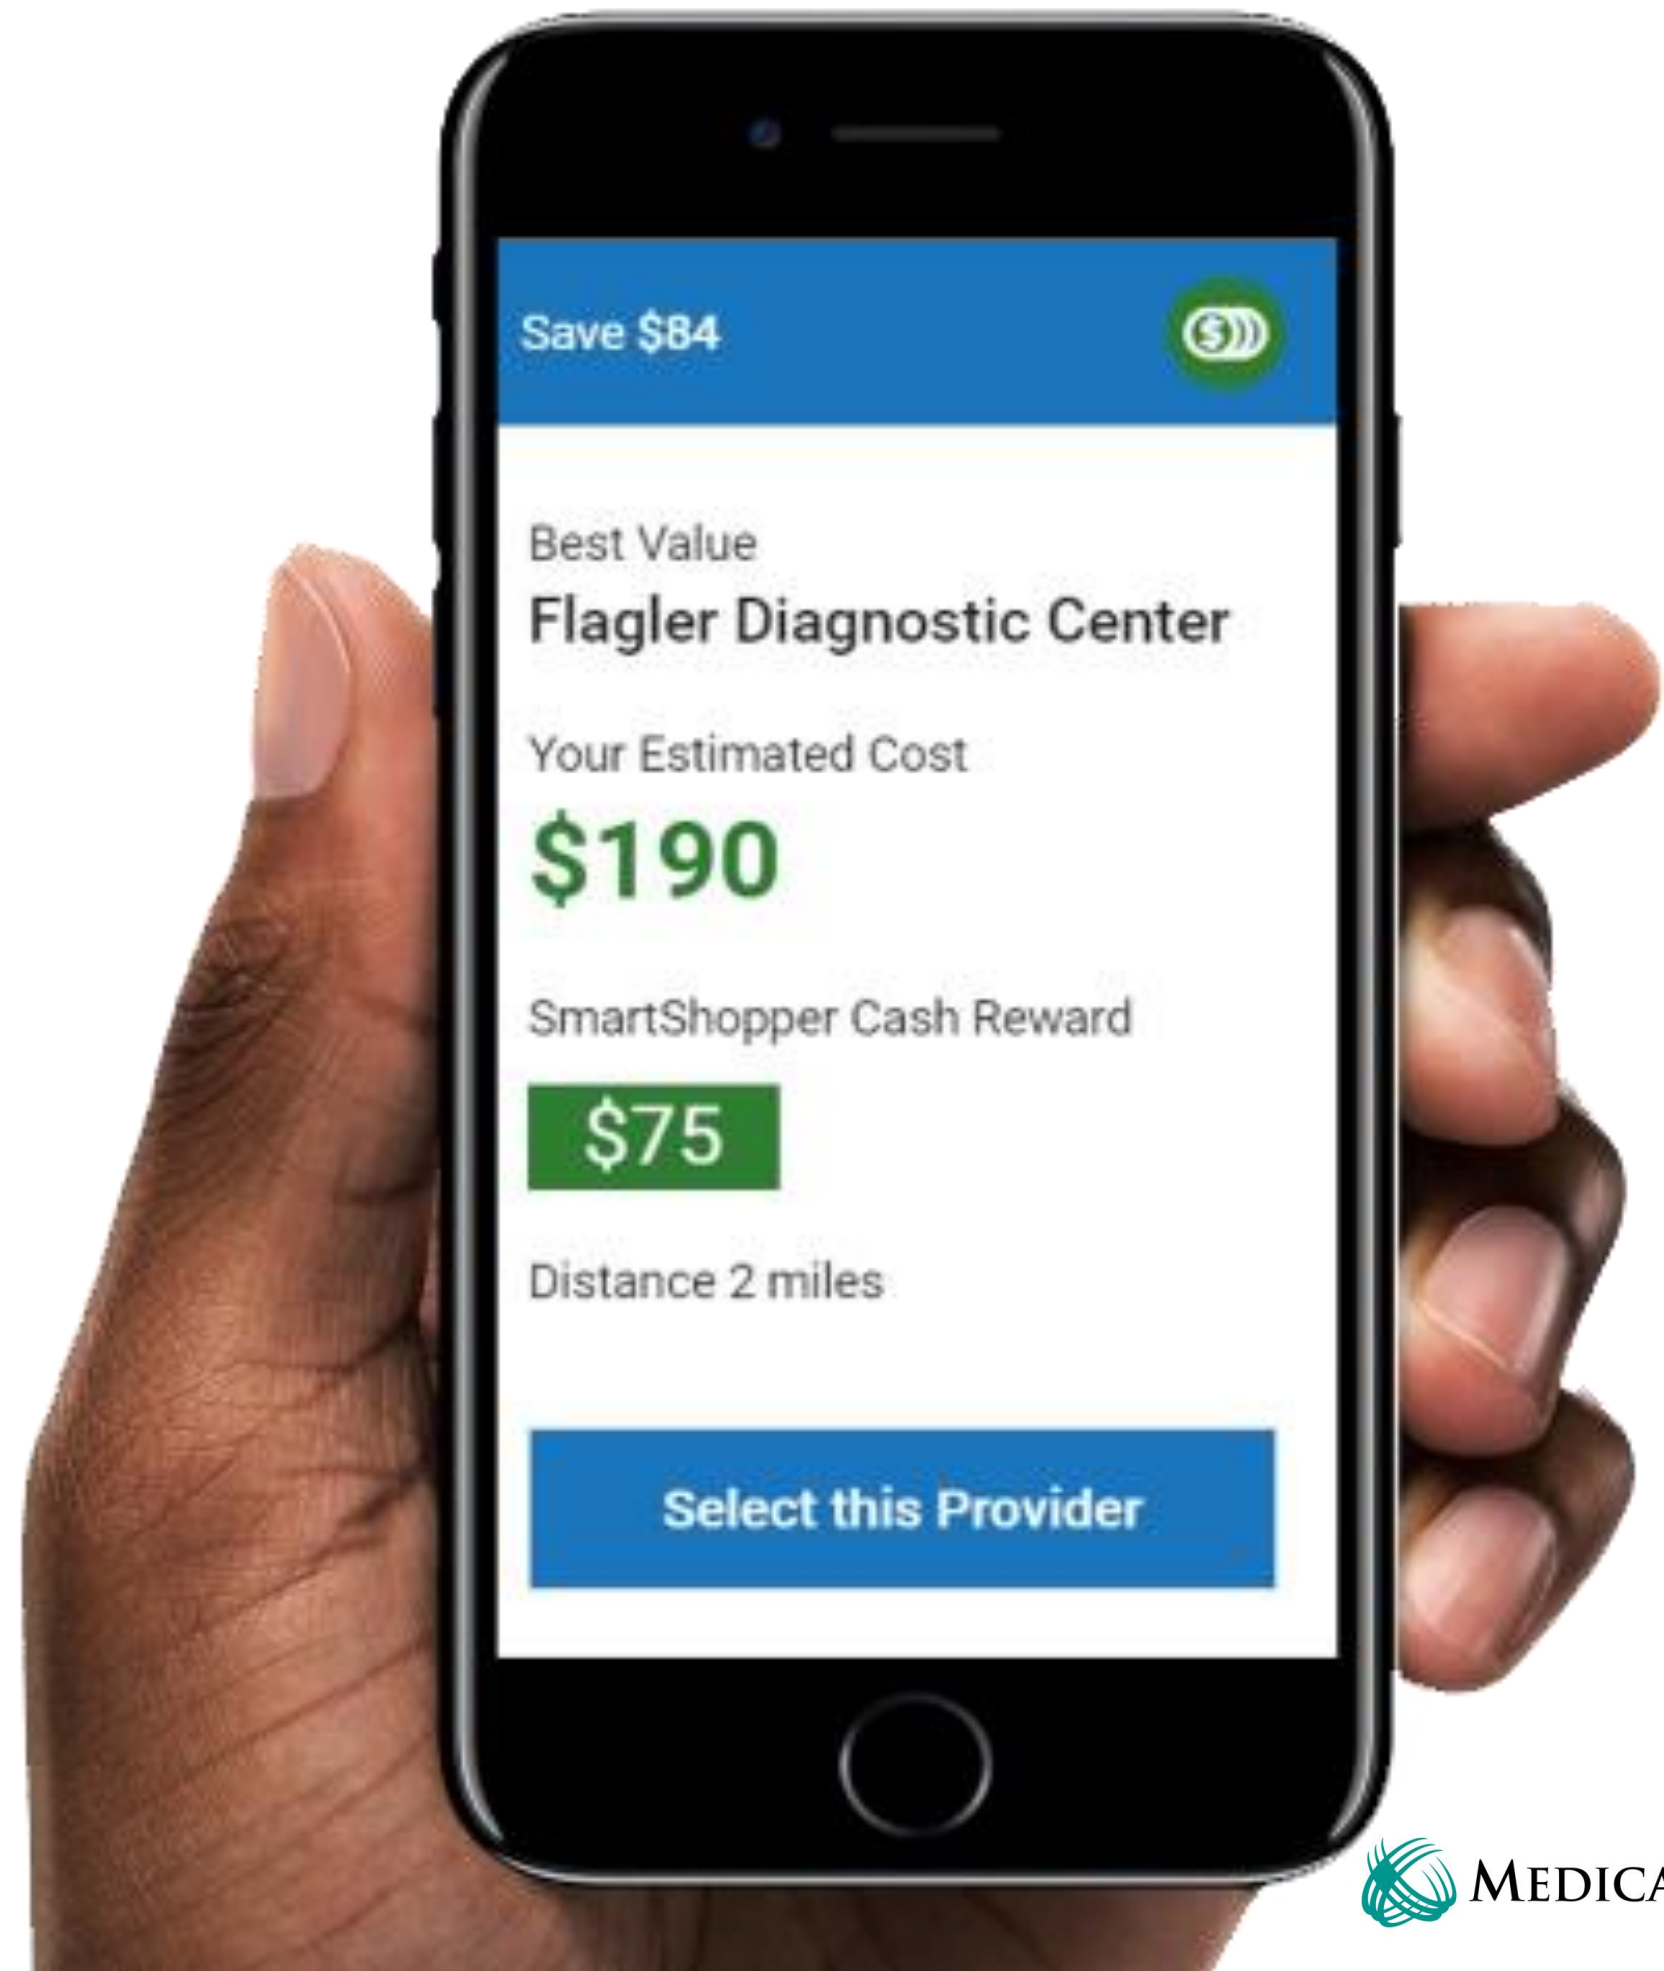 Save $84
Best Value
Flagler Diagnostic Center
Your Estimated Cost
$190
SmartShopper Cash Reward
$75
Distance 2 miles
Select this Provider